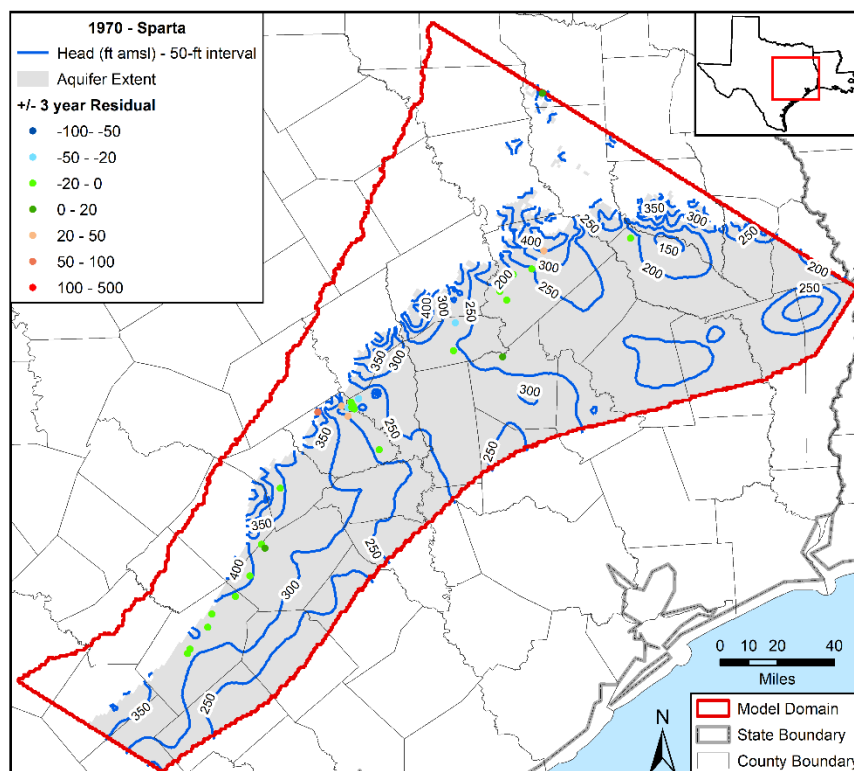 1970 - Sparta
Head (ft amsl) - 50-ft interval
Aquifer Extent
+/- 3 year Residual
-100- -50
-50 - -20
-20 - 0
0 - 20
20 - 50
50 - 100
100 - 500
350
300
250
400
250
150
300
200
200
200
250
250
400
300
250
350
300
300
250
350
250
350
250
400
300
350
250
0 10 20 40
Miles
N
Model Domain
State Boundary
County Boundary